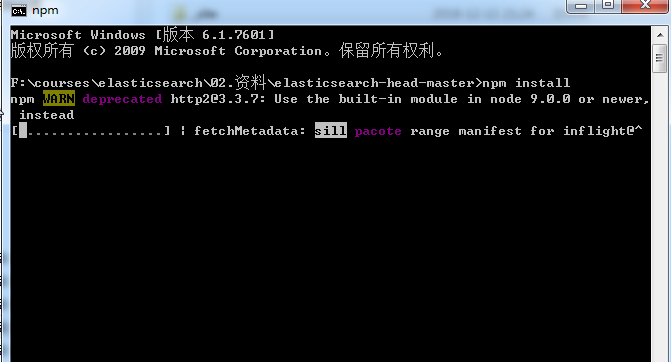 npm
Microsoft Windows [版本 6.1.7601]
版权所有 (c) 2009 Microsoft Corporation。保留所有权利。
F:\courses\elasticsearch\02.资料\elasticsearch-head-master>npm install
npm WARN deprecated http2@3.3.7: Use the built-in module in node 9.0.0 or newer,
instead
[.................] | fetchMetadata: sill pacote range manifest for inflight@^